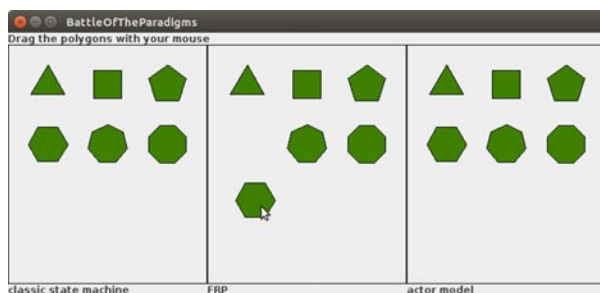 BattleOfTheParadigms
Drag the polygons with your mouse
classic state machine
FRP
actor model